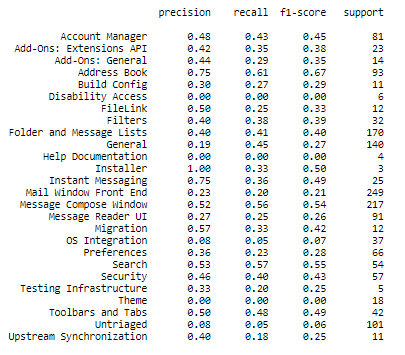 precision recall f1-score support
Account Manager 0.48 0.43 0.45 81
Add-Ons: Extensions API 0.42 0.35 0.38 23
Add-Ons: General 0.44 0.29 0.35 14
Address Book 0.75 0.61 0.67 93
Build Config 0.30 0.27 0.29 11
Disability Access 0.00 0.00 0.00 6
FileLink 0.50 0.25 0.33 12
Filters 0.40 0.38 0.39 32
Folder and Message Lists 0.40 0.41 0.40 170
General 0.19 0.45 0.27 140
Help Documentation 0.00 0.00 0.00 4
Installer 1.00 0.33 0.50 3
Instant Messaging 0.75 0.36 0.49 25
Mail Window Front End 0.23 0.20 0.21 249
Message Compose Window 0.52 0.56 0.54 217
Message Reader UI 0.27 0.25 0.26 91
Migration 0.57 0.33 0.42 12
OS Integration 0.08 0.05 0.07 37
Preferences 0.36 0.23 0.28 66
Search 0.53 0.57 0.55 54
Security 0.46 0.40 0.43 57
Testing Infrastructure 0.33 0.20 0.25 5
Theme 0.00 0.00 0.00 18
Toolbars and Tabs 0.50 0.48 0.49 42
Untriaged 0.08 0.05 0.06 101
Upstream Synchronization 0.40 0.18 0.25 11